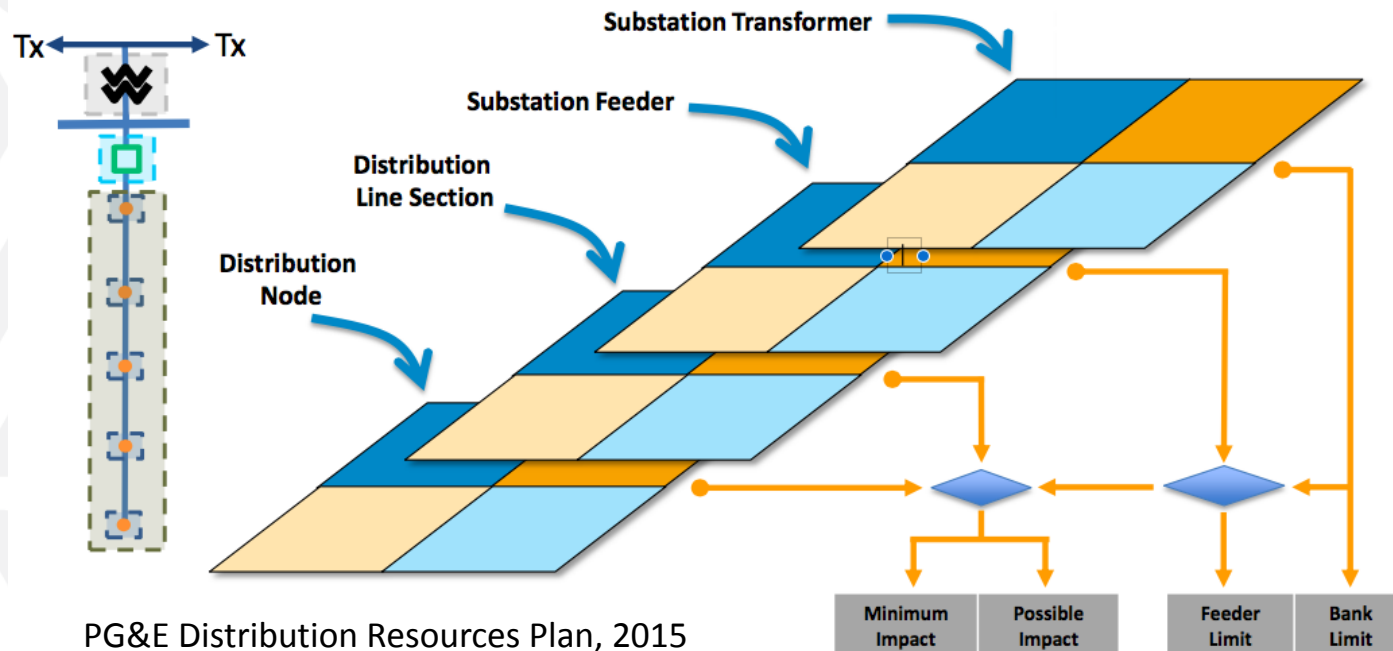 Substation Transformer
Tx
Tx
Substation Feeder
Distribution
Line Section
Distribution
Node
Minimum
Impact
Possible
Impact
Feeder
Limit
Bank
Limit
PG&E Distribution Resources Plan, 2015